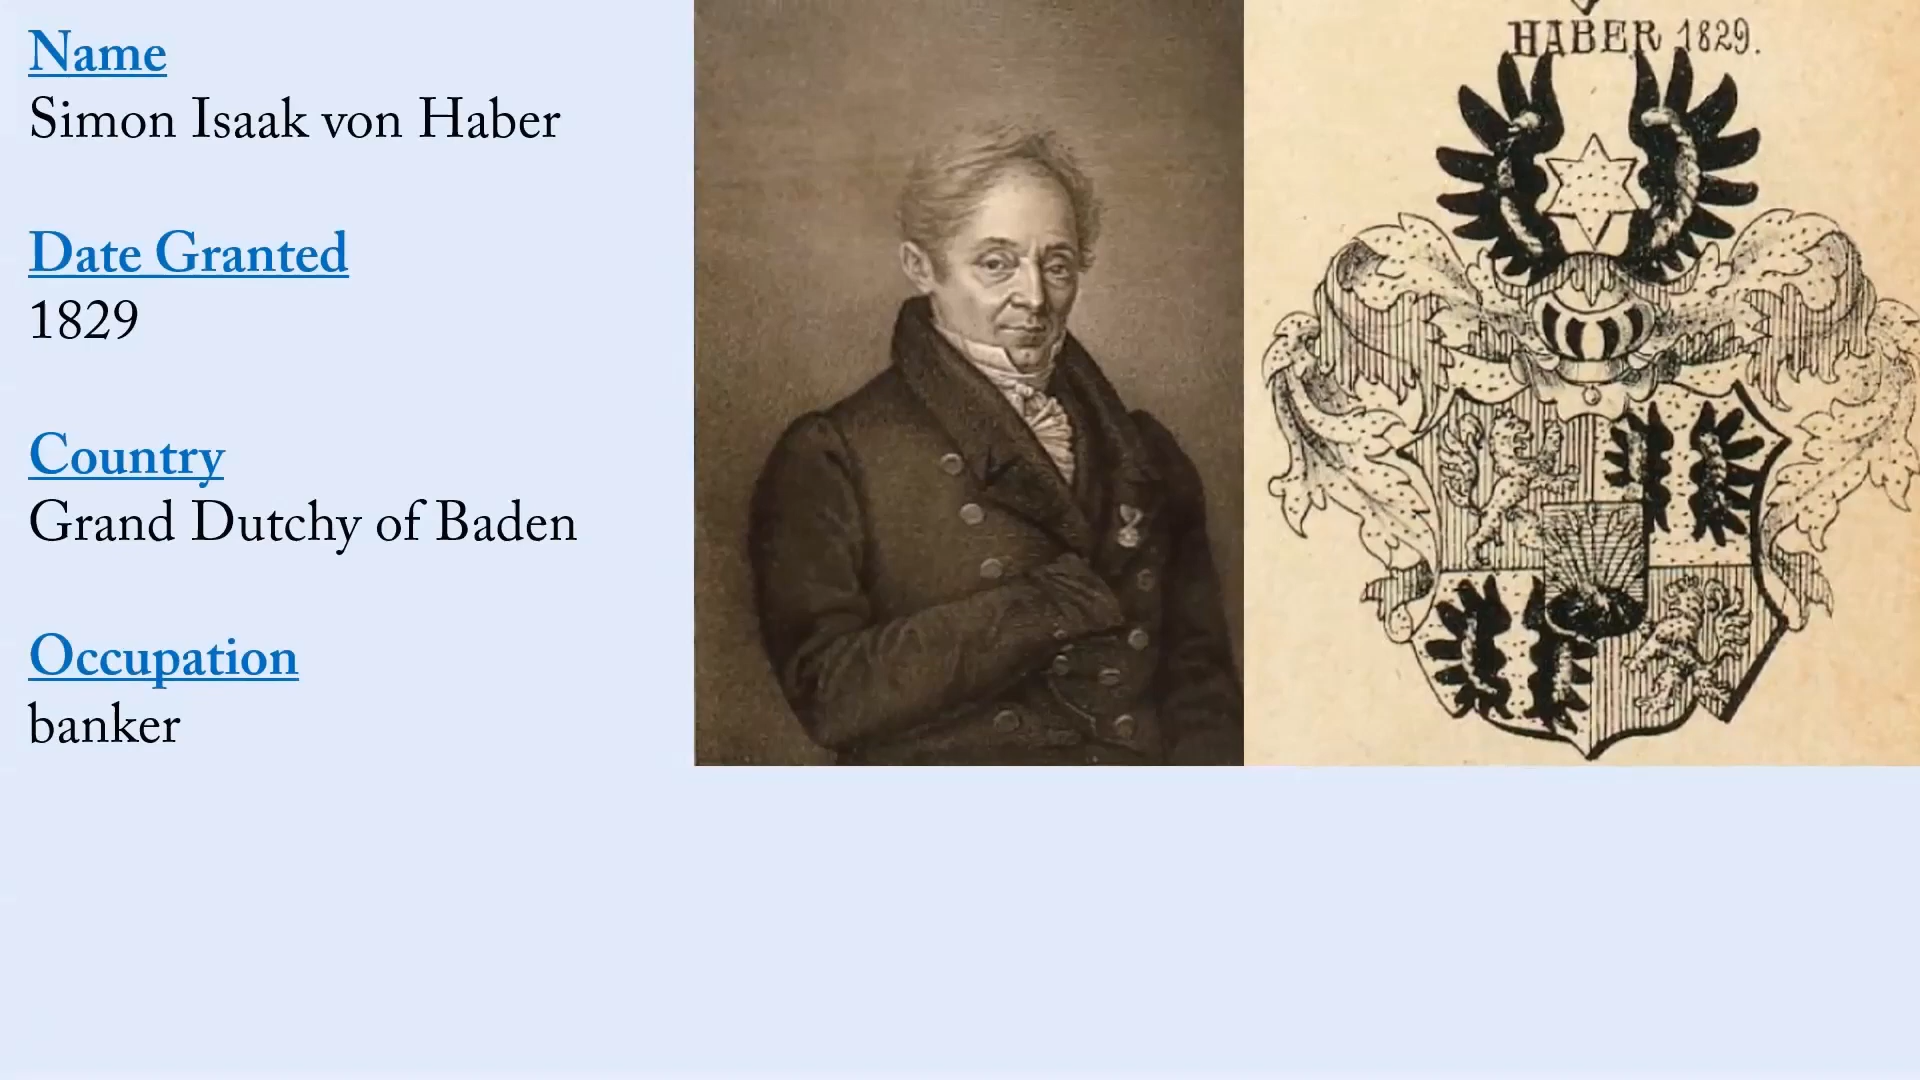 Name
Simon Isaak von Haber
Date Granted
1829
Country
Grand Dutchy of Baden
Occupation
banker
HABER 1829.